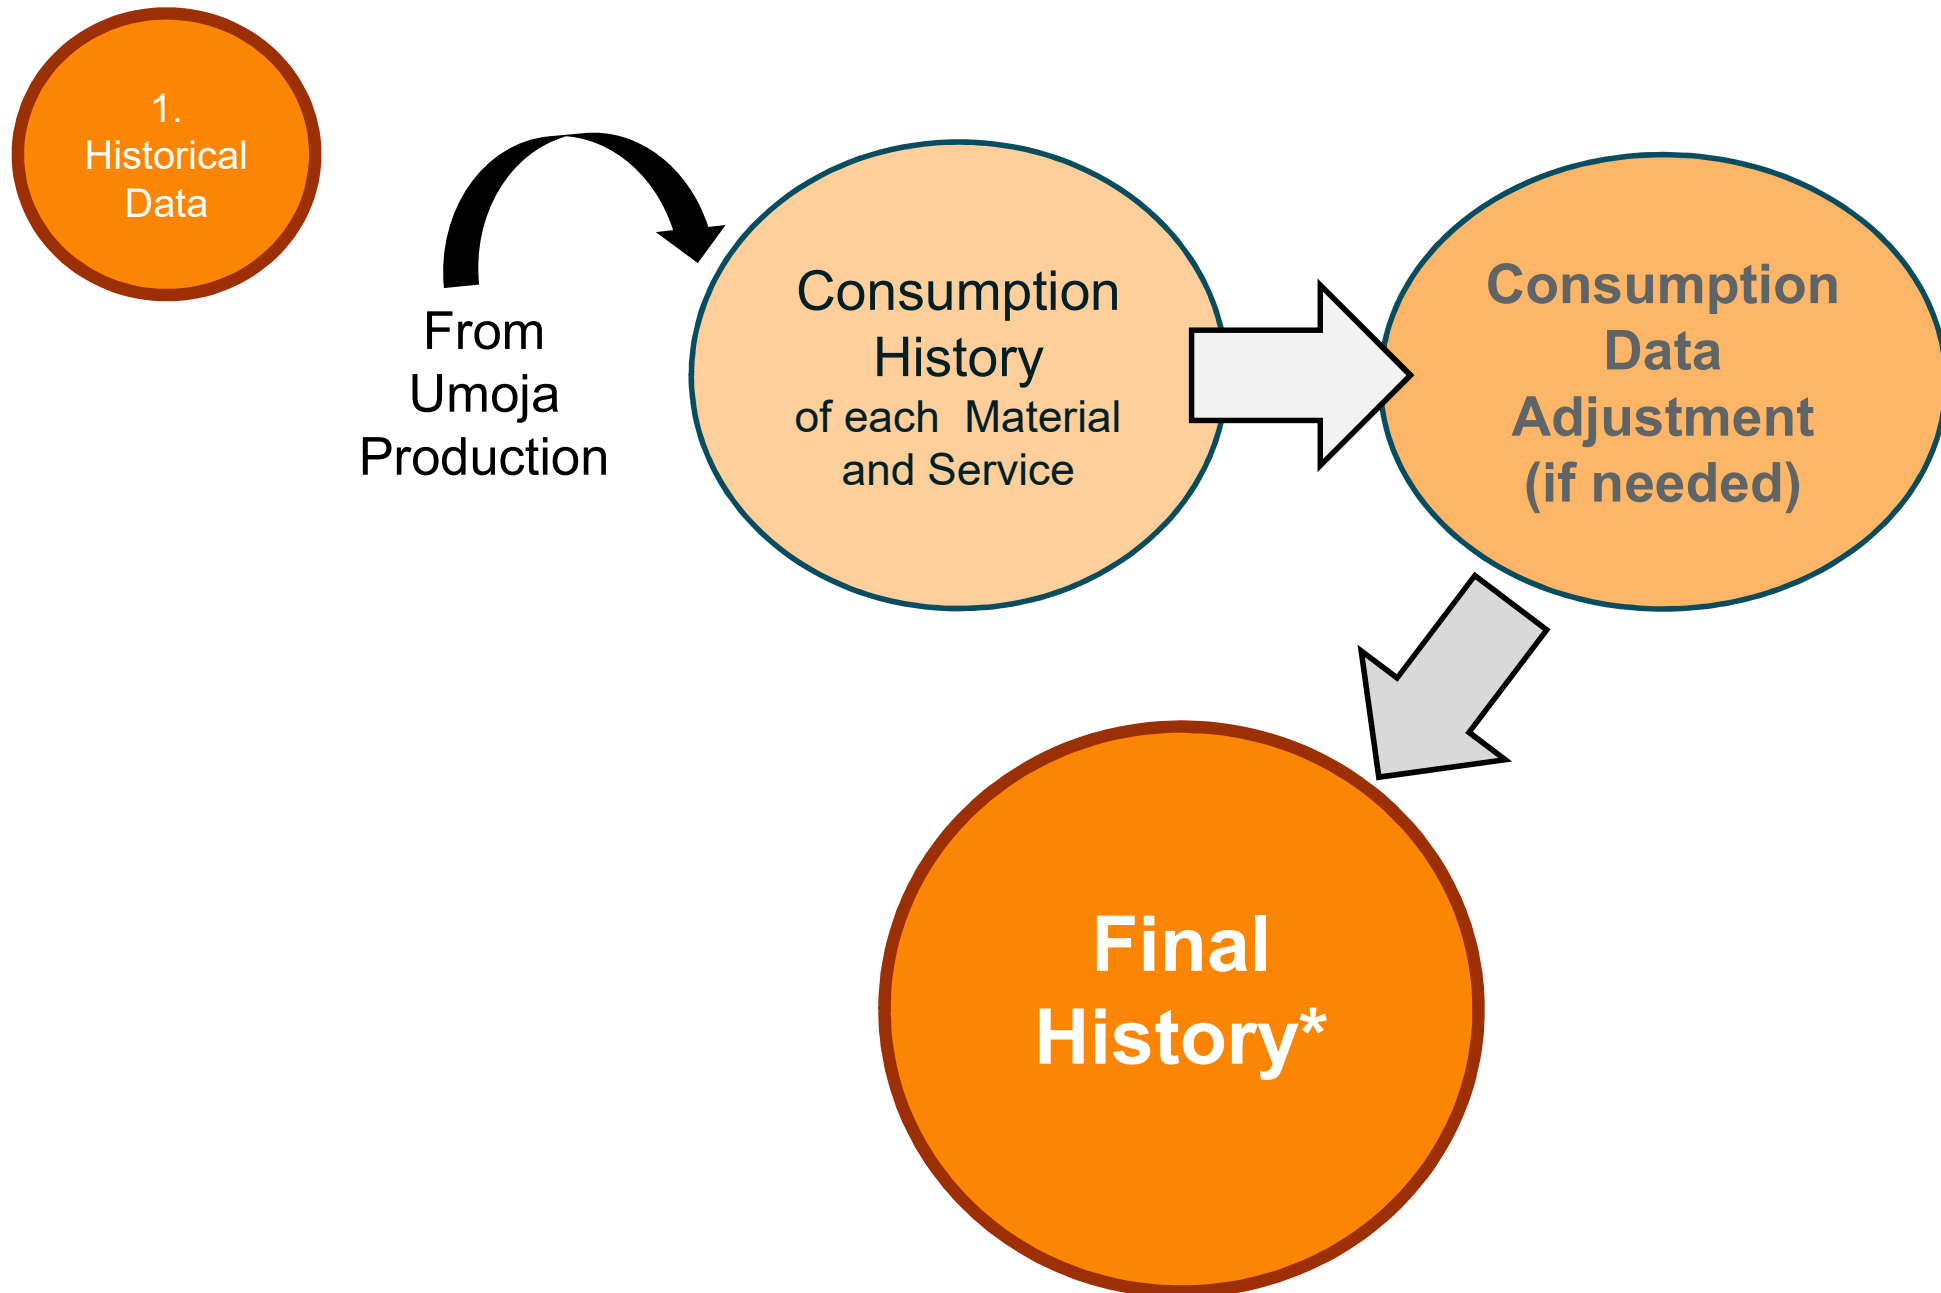 1.
Historical
Data
From
Umoja
Production
Consumption
History
of each  Material
and Service
Consumption
Data
Adjustment
(if needed)
Final
History*